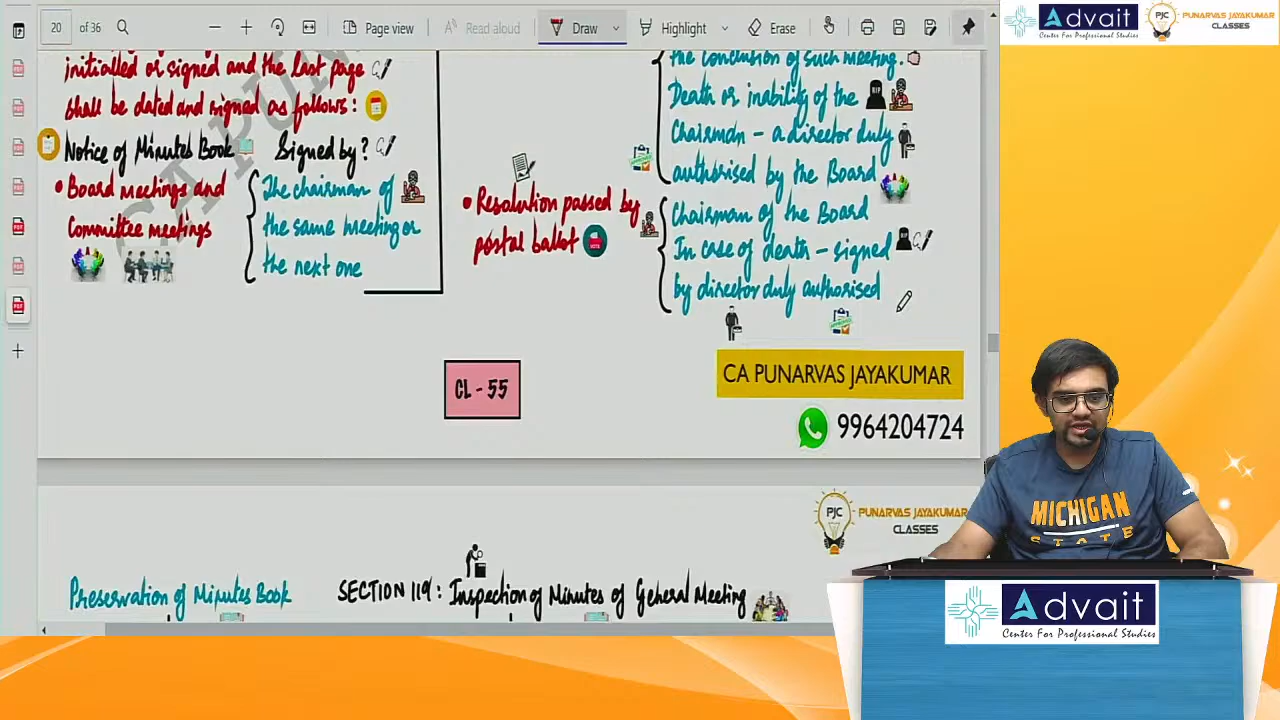 20 of 36
Page view
Read aloud
Draw
Highlight
Erase
initialled or signed and the last page
shall be dated and signed as follows:
Notice of Minutes Book Signed by?
• Board meetings and
Committee meetings
The chairman of
the same meeting or
the next one
CA PUN
• Resolution passed by
postal ballot
the conclusion of such meeting.
Death or inability of the
Chairman - a director duly
authorised by the Board
Chairman of the Board
In case of death - signed
by director duly authorised
CL - 55
CA PUNARVAS JAYAKUMAR
9964204724
PJC PUNARVAS JAYAKUMAR
CLASSES
Preservation of Minutes Book
SECTION 119: Inspection of Minutes of General Meeting
Advait
Center For Professional Studies
PJC PUNARVAS JAYAKUMAR
CLASSES
MICHIGAN
STATE
Advait
Center For Professional Studies